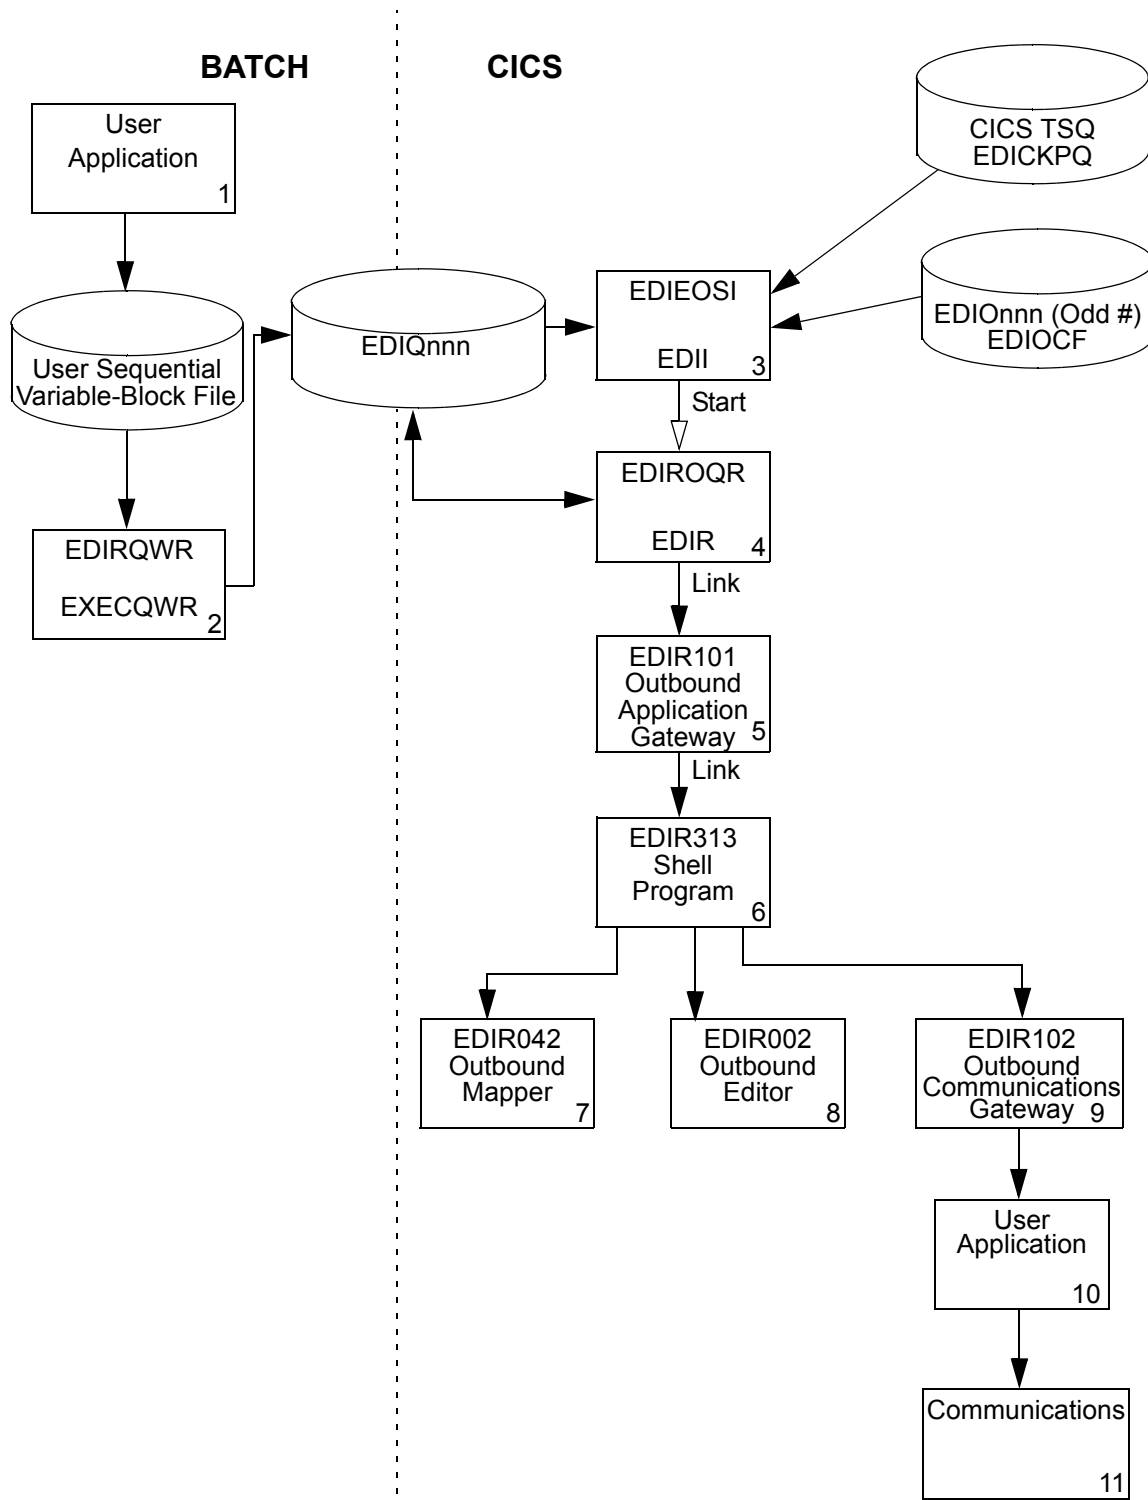 BATCH
CICS
User
Application
1
CICS TSQ
EDICKPQ
EDIOnnn (Odd #)
EDIOCF
User Sequential
Variable-Block File
EDIQnnn
EDIEOSI
EDII
3
Start
EDIRQWR
EXECQWR
2
EDIROQR
EDIR
4
Link
EDIR101
Outbound
Application
Gateway
5
Link
EDIR313
Shell
Program
6
EDIR042
Outbound
Mapper
7
EDIR002
Outbound
Editor
8
EDIR102
Outbound
Communications
Gateway
9
User
Application
10
Communications
11